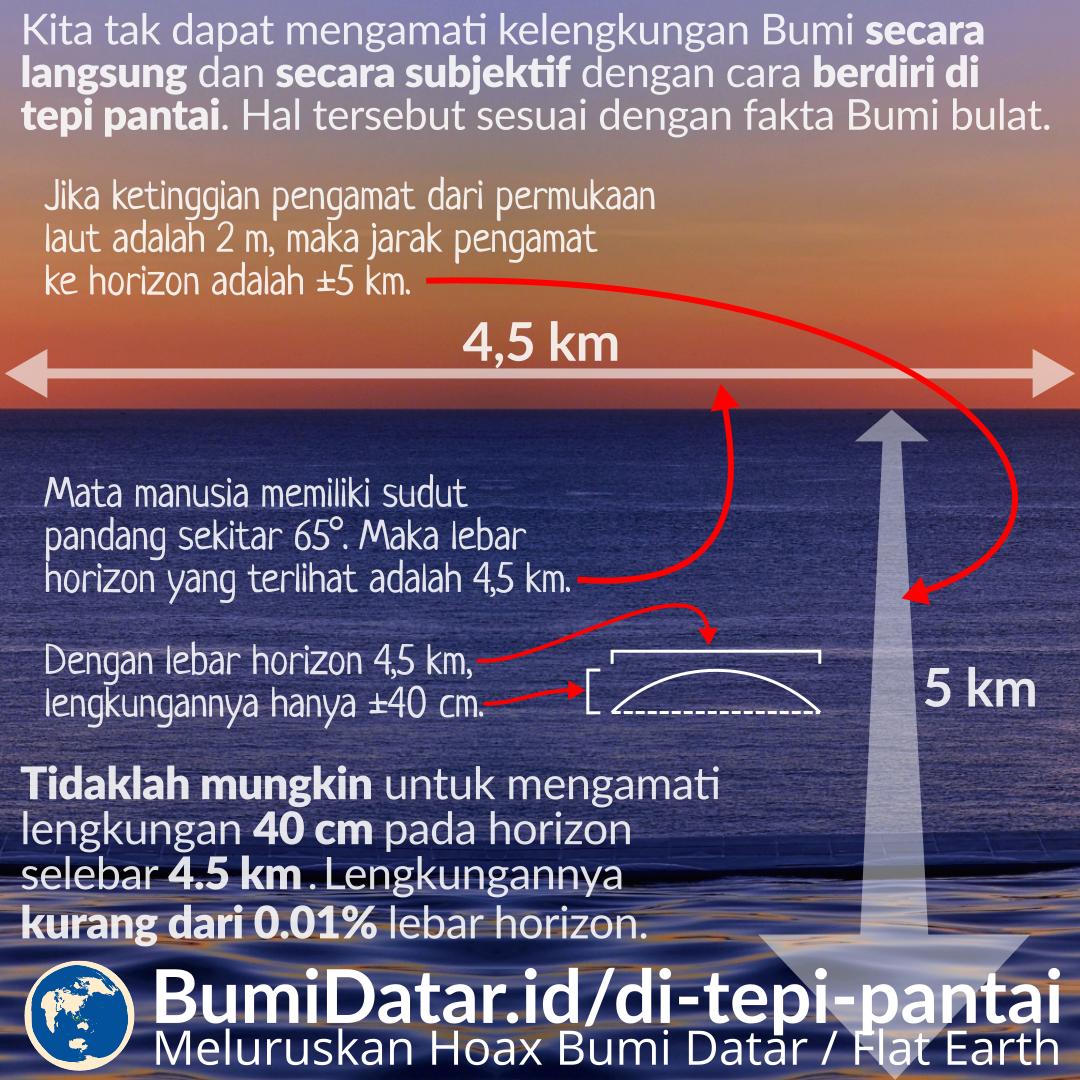 Kita tak dapat mengamati kelengkungan Bumi secara
langsung dan secara subjektif dengan cara berdiri di
tepi pantai. Hal tersebut sesuai dengan fakta Bumi bulat.
Jika ketinggian pengamat dari permukaan
laut adalah 2 m, maka jarak pengamat
ke horizon adalah ±5 km.
4,5 km
Mata manusia memiliki sudut
pandang sekitar 65°. Maka lebar
horizon yang terlihat adalah 4,5 km.
Dengan lebar horizon 4,5 km,
lengkungannya hanya ±40 cm.
5 km
Tidaklah mungkin untuk mengamati
lengkungan 40 cm pada horizon
selebar 4.5 km. Lengkungannya
kurang dari 0.01% lebar horizon.
BumiDatar.id/di-tepi-pantai
Meluruskan Hoax Bumi Datar / Flat Earth